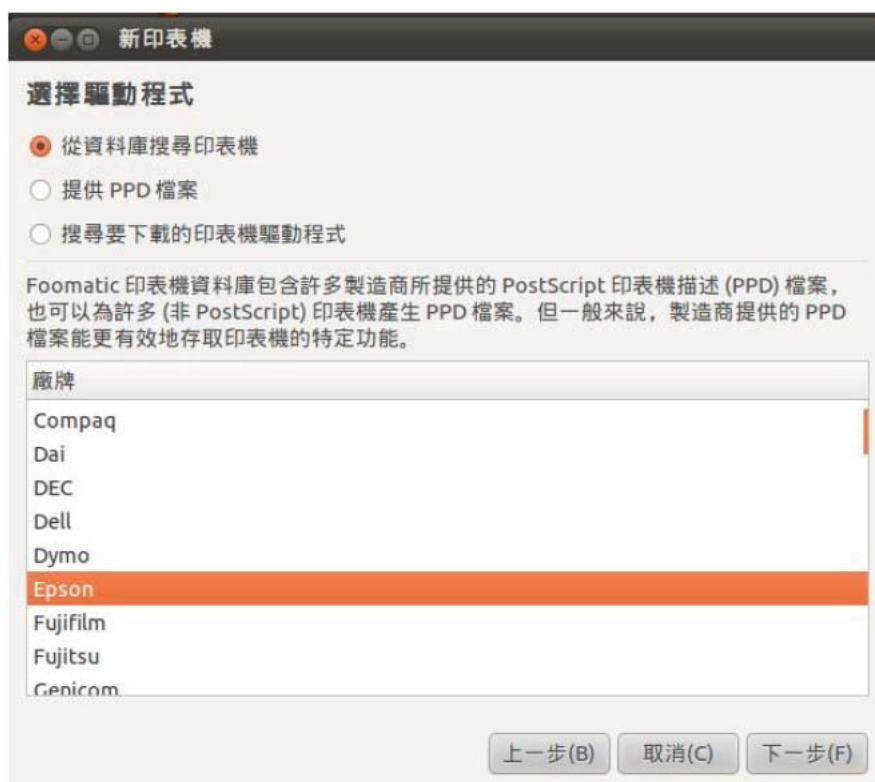 新印表機
選擇驅動程式
從資料庫搜尋印表機
提供 PPD 檔案
搜尋要下載的印表機驅動程式
Foomatic 印表機資料庫包含許多製造商所提供的 PostScript 印表機描述 (PPD) 檔案，
也可以為許多 (非 PostScript) 印表機產生 PPD 檔案。但一般來說，製造商提供的 PPD
檔案能更有效地存取印表機的特定功能。
廠牌
Compaq
Dai
DEC
Dell
Dymo
Epson
Fujifilm
Fujitsu
Genicom
上一步(B) 取消(C) 下一步(F)